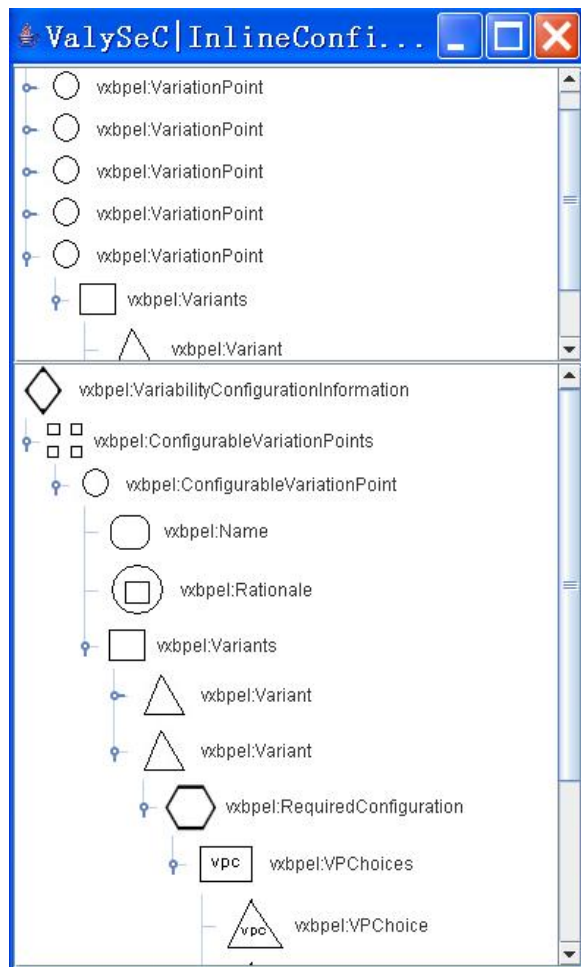 ValySeC|InlineConfi...
vxbpel:VariationPoint
vxbpel:VariationPoint
vxbpel:VariationPoint
vxbpel:VariationPoint
vxbpel:VariationPoint
vxbpel:Variants
vxbpel:Variant
vxbpel:VariabilityConfigurationInformation
vxbpel:ConfigurableVariationPoints
vxbpel:ConfigurableVariationPoint
vxbpel:Name
vxbpel:Rationale
vxbpel:Variants
vxbpel:Variant
vxbpel:Variant
vxbpel:RequiredConfiguration
vpc vxbpel:VPChoices
vpc vxbpel:VPChoice